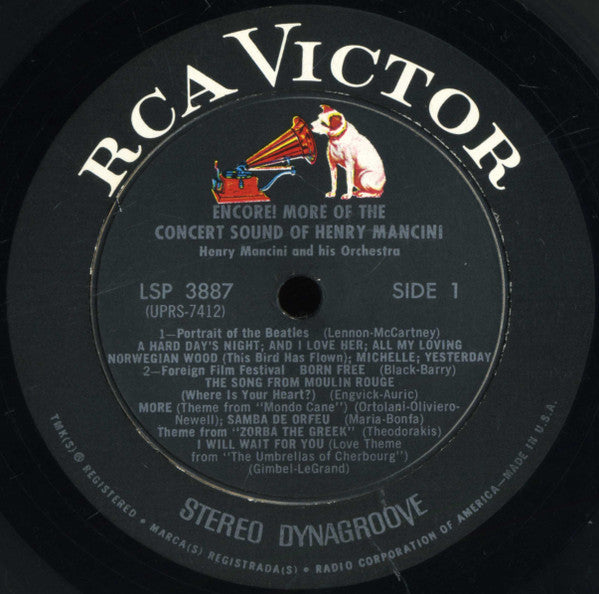 RCA VICTOR
ENCORE! MORE OF THE
CONCERT SOUND OF HENRY MANCINI
Henry Mancini and his Orchestra
LSP 3887
(UPRS-7412)
SIDE 1
1—Portrait of the Beatles (Lennon-McCartney)
A HARD DAY'S NIGHT; AND I LOVE HER; ALL MY LOVING
NORWEGIAN WOOD (This Bird Has Flown); MICHELLE; YESTERDAY
2—Foreign Film Festival BORN FREE (Black-Barry)
THE SONG FROM MOULIN ROUGE
(Where Is Your Heart?) (Engvick-Auric)
MORE (Theme from "Mondo Cane") (Ortolani-Oliviero-
Newell); SAMBA DE ORFEU (Maria-Bonfa)
Theme from "ZORBA THE GREEK" (Theodorakis)
I WILL WAIT FOR YOU (Love Theme
from "The Umbrellas of Cherbourg")
(Gimbel-LeGrand)
STEREO DYNAGROOVE
TMK(S) ® REGISTERED • MARCA(S) REGISTRADA(S) • RADIO CORPORATION OF AMERICA—MADE IN U.S.A.